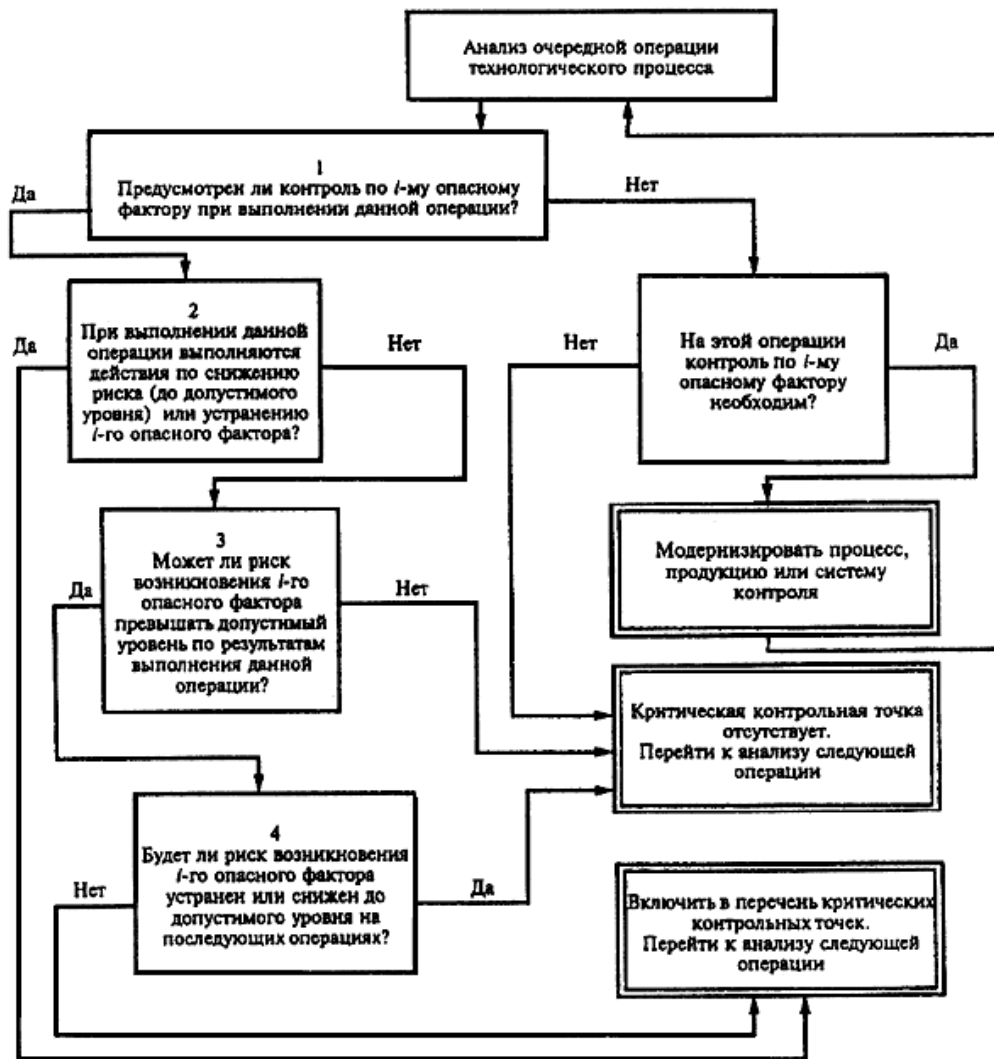 Анализ очередной операции
технологического процесса
1
Предусмотрен ли контроль по i-му опасному
фактору при выполнении данной операции?
Да
Нет
2
При выполнении данной
операции выполняются
действия по снижению
риска (до допустимого
уровня) или устранению
i-го опасного фактора?
Да
Нет
На этой операции
контроль по i-му
опасному фактору
необходим?
Нет
Да
3
Может ли риск
возникновения i-го
опасного фактора
превышать допустимый
уровень по результатам
выполнения данной
операции?
Да
Нет
Модернизировать процесс,
продукцию или систему
контроля
Критическая контрольная точка
отсутствует.
Перейти к анализу следующей
операции
4
Будет ли риск возникновения
i-го опасного фактора
устранен или снижен до
допустимого уровня на
последующих операциях?
Нет
Да
Включить в перечень критических
контрольных точек.
Перейти к анализу следующей
операции